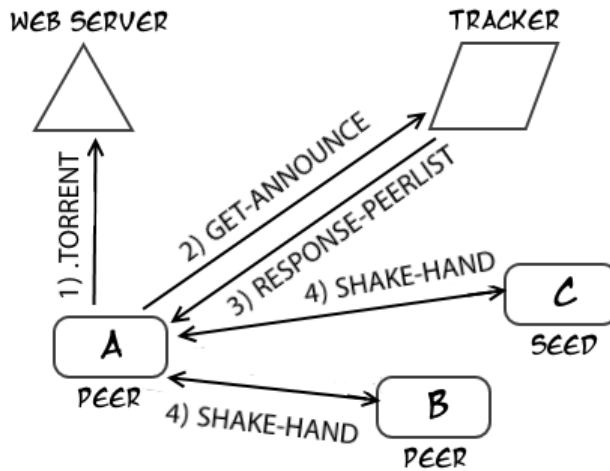 WEB SERVER
TRACKER
1) .TORRENT
2) GET-ANNOUNCE
3) RESPONSE-PEERLIST
4) SHAKE-HAND
C
SEED
A
PEER
4) SHAKE-HAND
B
PEER